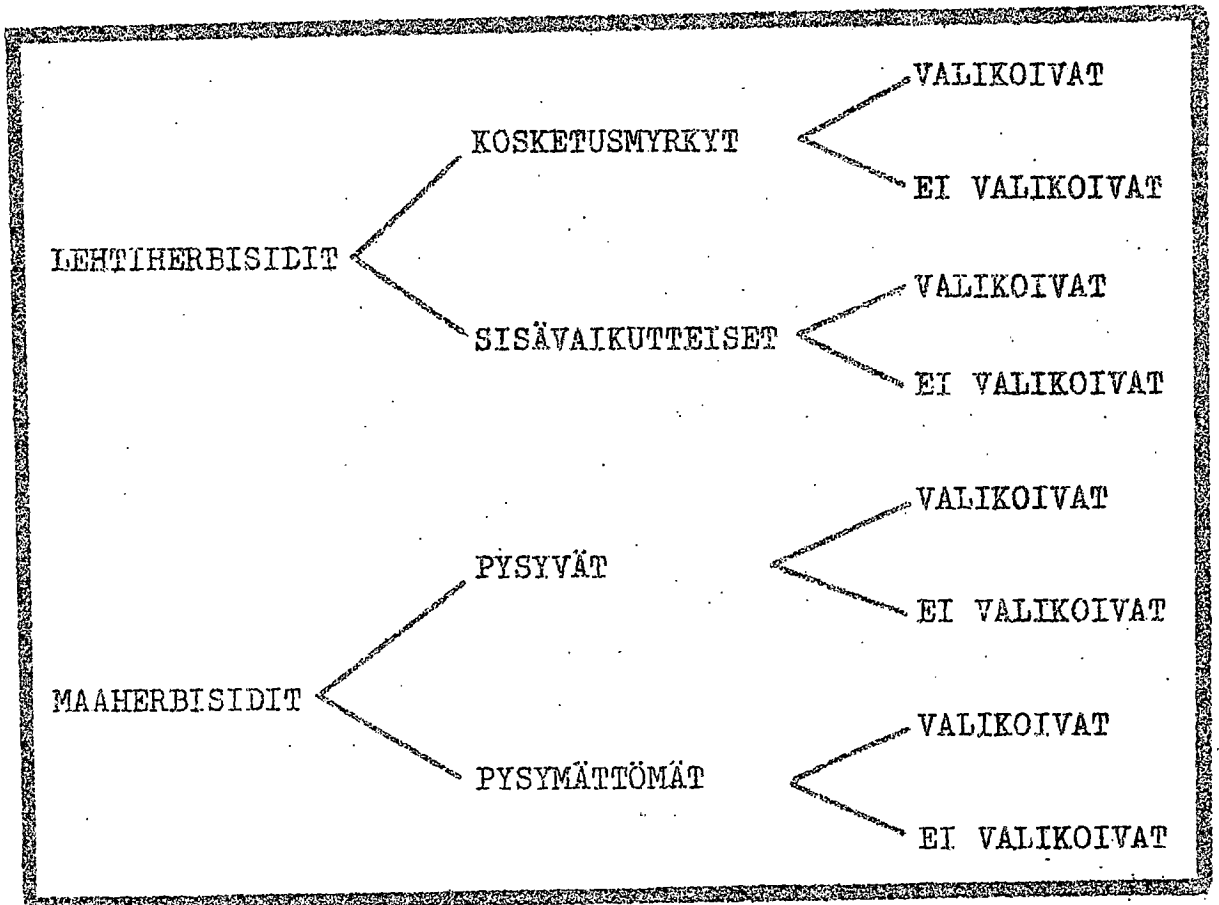 VALIKOIVAT
KOSKETUSMYRKYT
EI VALIKOIVAT
LEHTIHERBISIDIT
VALIKOIVAT
SISÄVAIKUTTEISET
EI VALIKOIVAT
VALIKOIVAT
PYSYVÄT
EI VALIKOIVAT
MAAHERBISIDIT
VALIKOIVAT
PYSYMÄTTÖMÄT
EI VALIKOIVAT